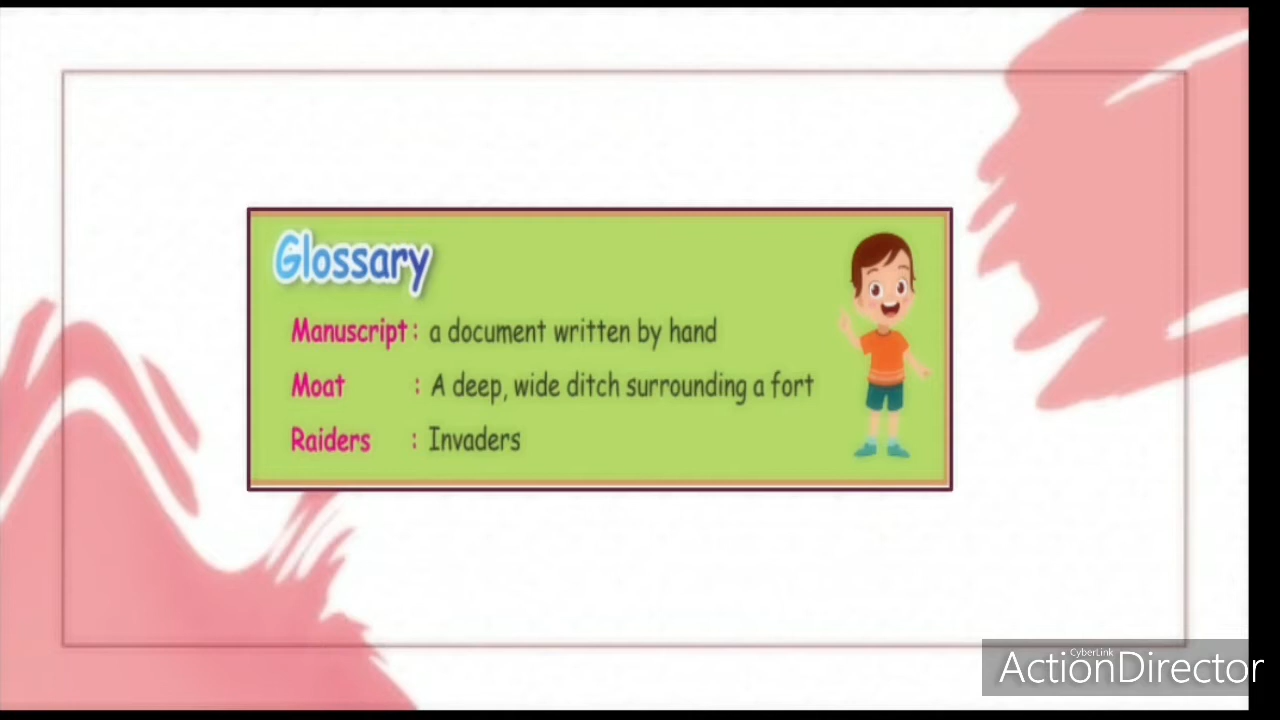 Glossary
Manuscript : a document written by hand
Moat : A deep, wide ditch surrounding a fort
Raiders : Invaders
CyberLink
ActionDirector